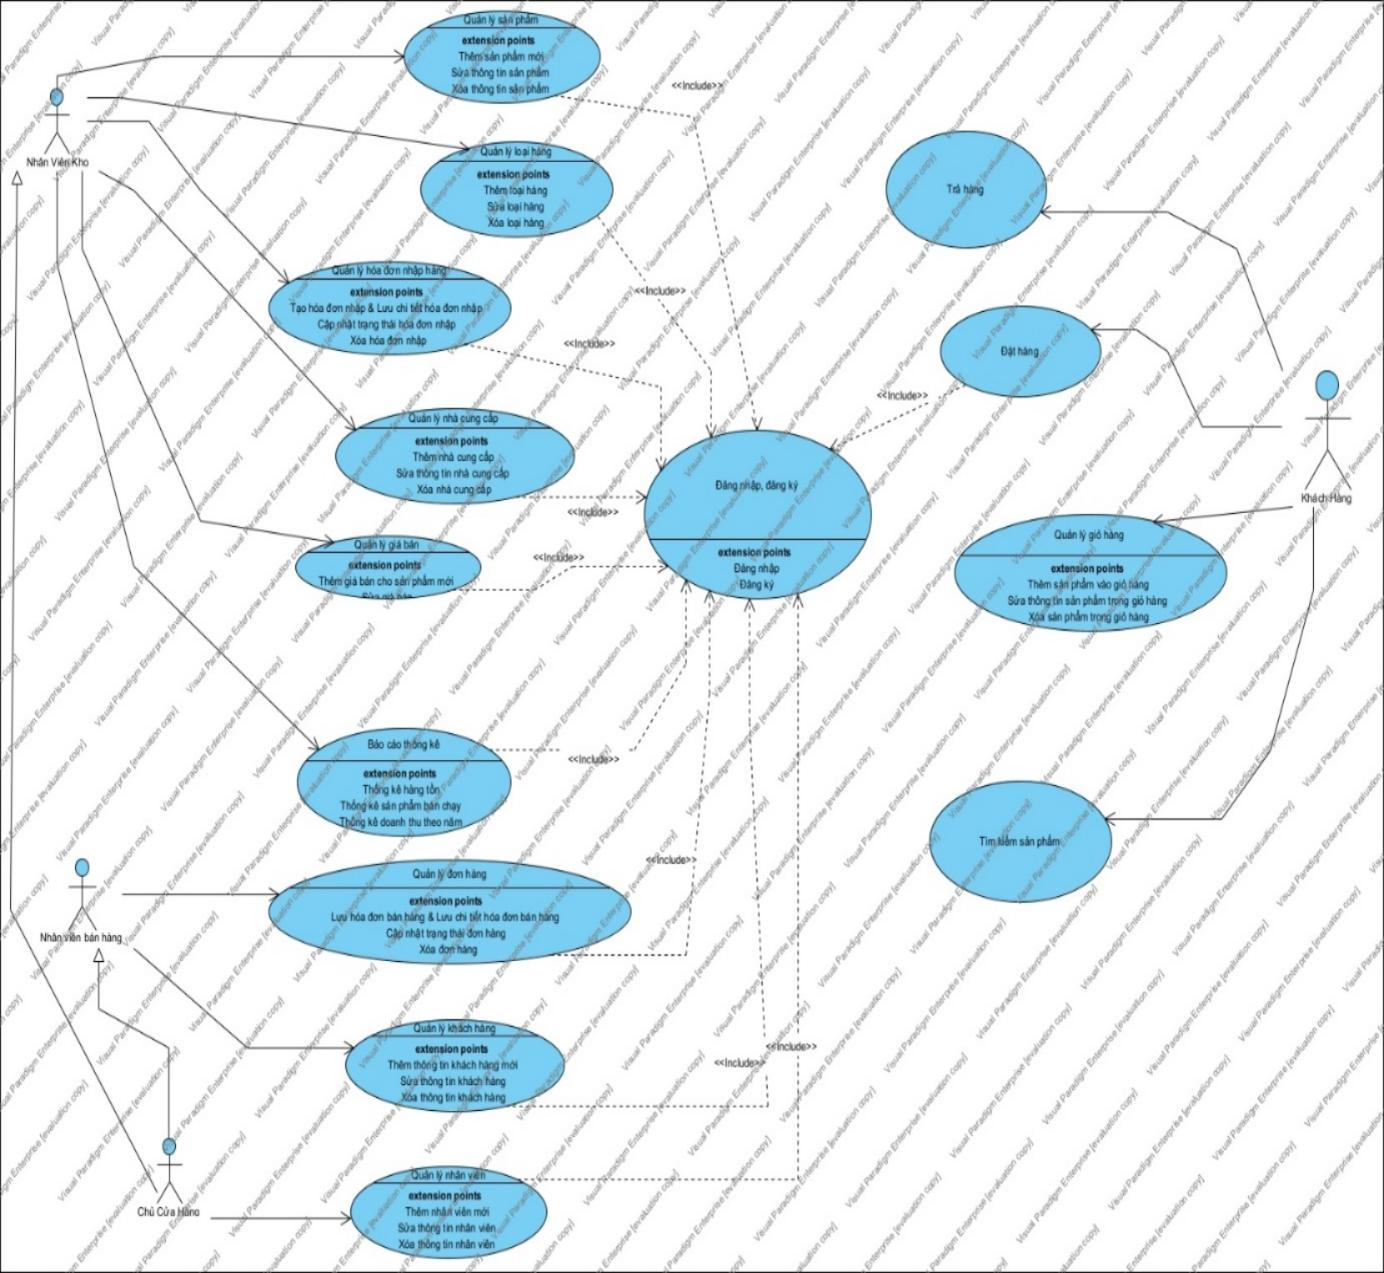 Quản lý sản phẩm
extension points
Thêm sản phẩm mới
Sửa thông tin sản phẩm
Xóa thông tin sản phẩm
<<Include>>
Nhân Viên Kho
Quản lý loại hàng
extension points
Thêm loại hàng
Sửa loại hàng
Xóa loại hàng
Trả hàng
Quản lý hóa đơn nhập hàng
extension points
Tạo hóa đơn nhập & Lưu chi tiết hóa đơn nhập
Cập nhật trạng thái hóa đơn nhập
Xóa hóa đơn nhập
<<Include>>
<<Include>>
Đặt hàng
<<Include>>
Quản lý nhà cung cấp
extension points
Thêm nhà cung cấp
Sửa thông tin nhà cung cấp
Xóa nhà cung cấp
<<Include>>
Đăng nhập, đăng ký
extension points
Đăng nhập
Đăng ký
Khách Hàng
Quản lý giỏ hàng
extension points
Thêm sản phẩm vào giỏ hàng
Sửa thông tin sản phẩm trong giỏ hàng
Xóa sản phẩm trong giỏ hàng
Quản lý giá bán
extension points
Thêm giá bán cho sản phẩm mới
Sửa giá bán
<<Include>>
Báo cáo thống kê
extension points
Thống kê hàng tồn
Thống kê sản phẩm bán chạy
Thống kê doanh thu theo năm
<<Include>>
Tìm kiếm sản phẩm
Nhân viên bán hàng
Quản lý đơn hàng
extension points
Lưu hóa đơn bán hàng & Lưu chi tiết hóa đơn bán hàng
Cập nhật trạng thái đơn hàng
Xóa đơn hàng
<<Include>>
Quản lý khách hàng
extension points
Thêm thông tin khách hàng mới
Sửa thông tin khách hàng
Xóa thông tin khách hàng
<<Include>>
<<Include>>
Chủ Cửa Hàng
Quản lý nhân viên
extension points
Thêm nhân viên mới
Sửa thông tin nhân viên
Xóa thông tin nhân viên
Visual Paradigm Enterprise [evaluation copy]